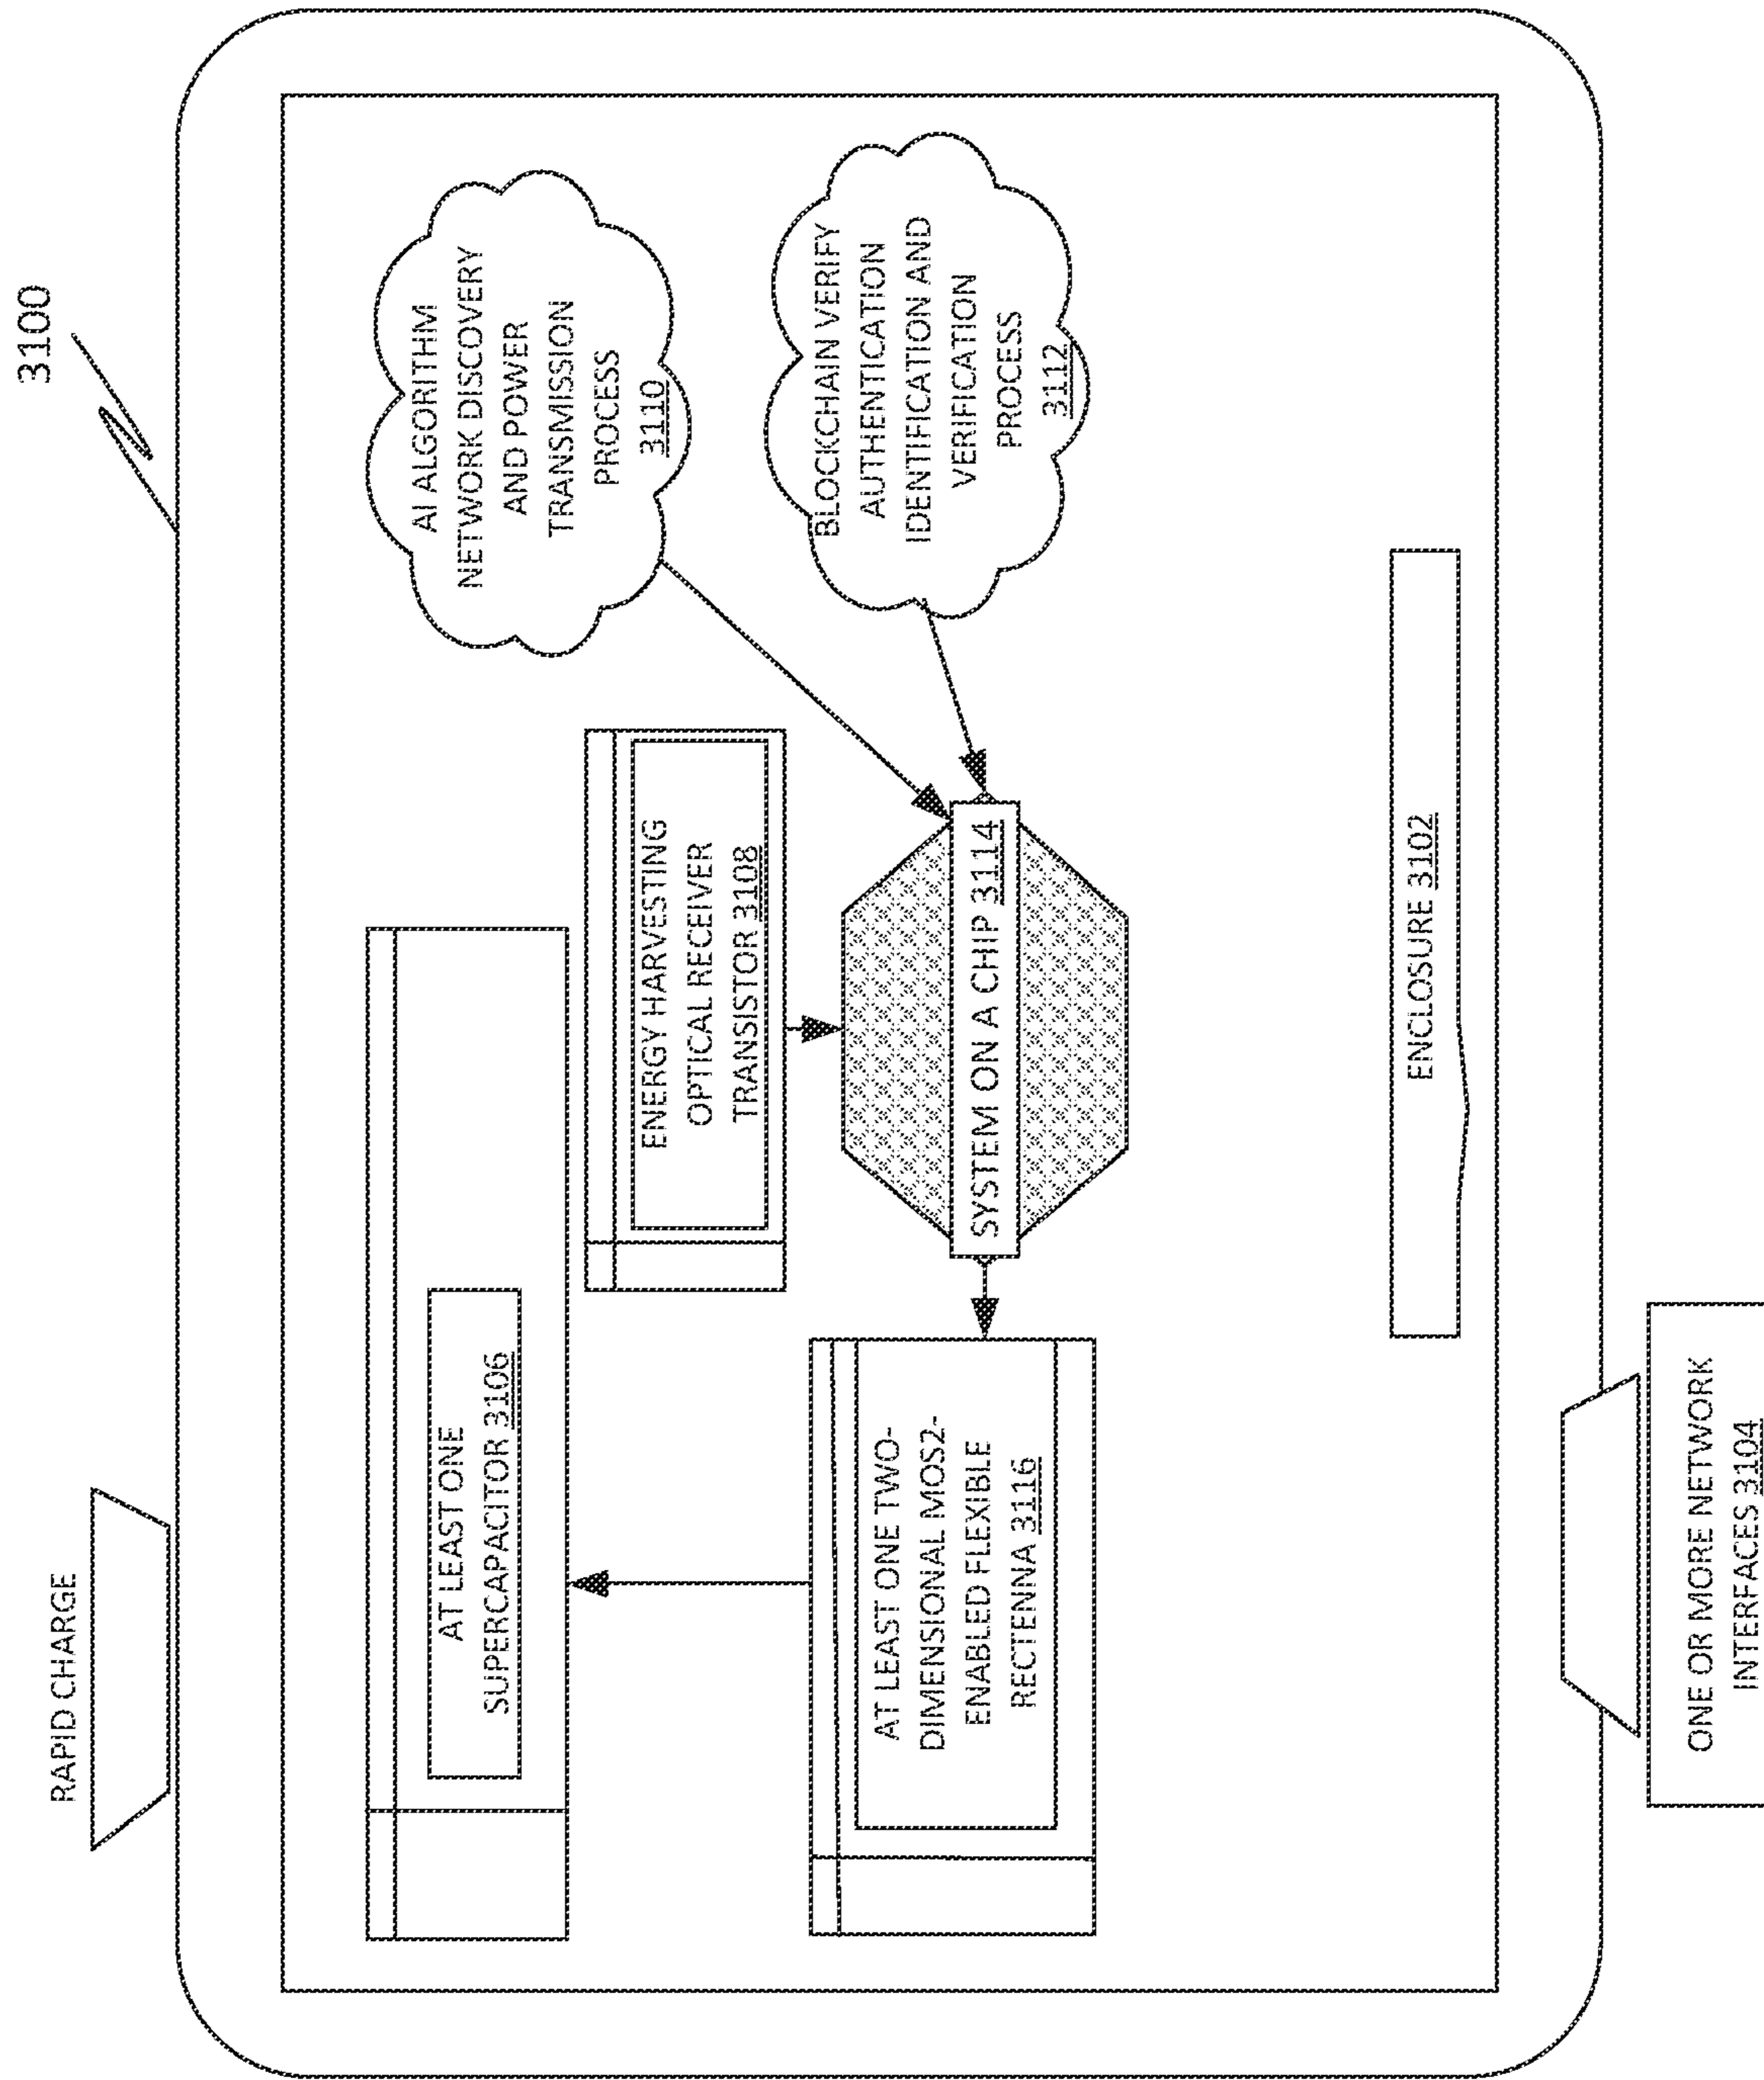 3100
RAPID CHARGE
AT LEAST ONE
SUPERCAPACITOR 3106
AI ALGORITHM
NETWORK DISCOVERY
AND POWER
TRANSMISSION
PROCESS
3110
ENERGY HARVESTING
OPTICAL RECEIVER
TRANSISTOR 3108
BLOCKCHAIN VERIFY
AUTHENTICATION
IDENTIFICATION AND
VERIFICATION
PROCESS
3112
AT LEAST ONE TWO-
DIMENSIONAL MOS2-
ENABLED FLEXIBLE
RECTENNA 3116
SYSTEM ON A CHIP 3114
ENCLOSURE 3102
ONE OR MORE NETWORK
INTERFACES 3104